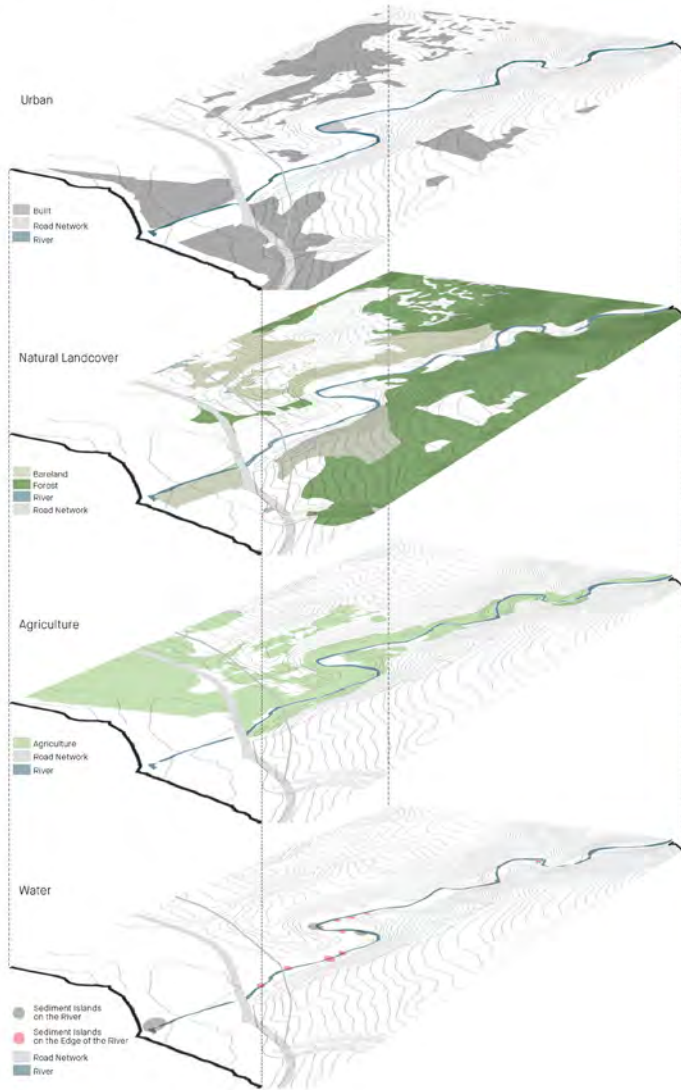 Urban
Built
Road Network
River
Natural Landcover
Bareland
Forest
River
Road Network
Agriculture
Agriculture
Road Network
River
Water
Sediment Islands
on the River
Sediment Islands
on the Edge of the River
Road Network
River